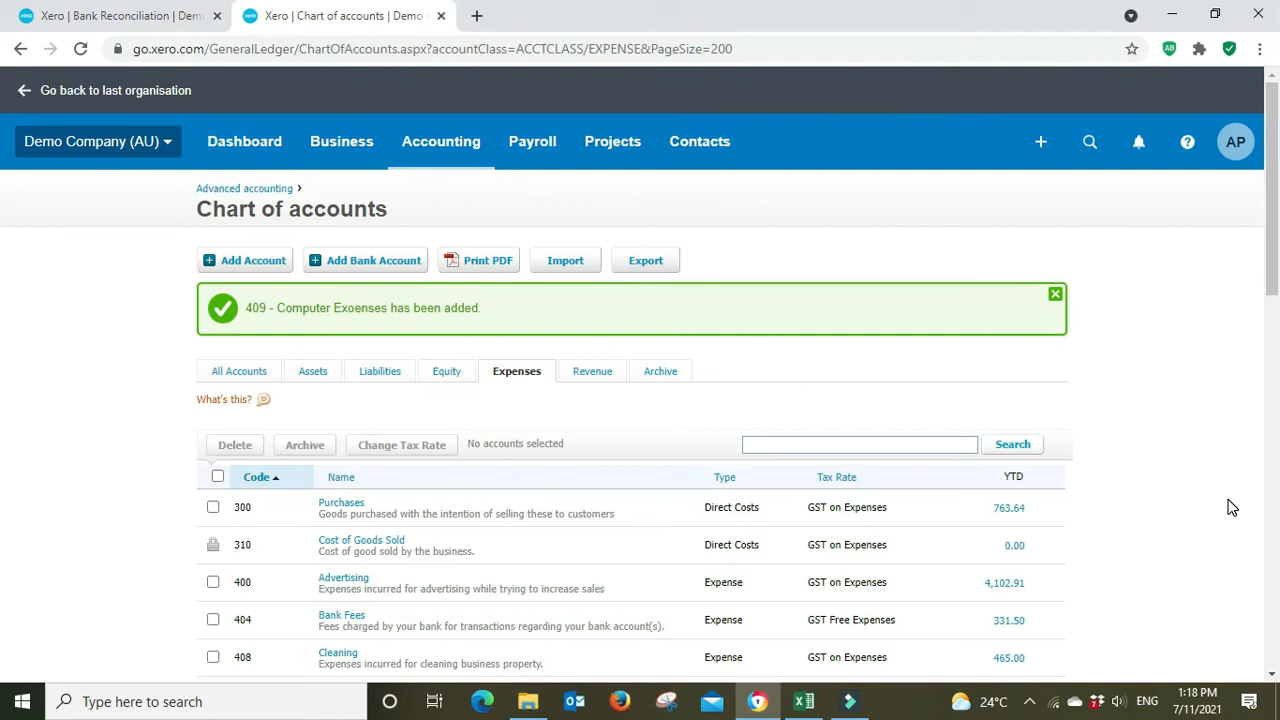 Xero | Bank Reconciliation | Demo
Xero | Chart of accounts | Demo
go.xero.com/GeneralLedger/ChartOfAccounts.aspx?accountClass=ACCTCLASS/EXPENSE&PageSize=200
Go back to last organisation
Demo Company (AU) Dashboard Business Accounting Payroll Projects Contacts AP
Advanced accounting ›
Chart of accounts
Add Account Add Bank Account Print PDF Import Export
409 - Computer Exoenses has been added.
All Accounts Assets Liabilities Equity Expenses Revenue Archive
What's this?
Delete Archive Change Tax Rate No accounts selected Search
Code Name Type Tax Rate YTD
300 Purchases Direct Costs GST on Expenses 763.64
Goods purchased with the intention of selling these to customers
310 Cost of Goods Sold Direct Costs GST on Expenses 0.00
Cost of good sold by the business.
400 Advertising Expense GST on Expenses 4,102.91
Expenses incurred for advertising while trying to increase sales
404 Bank Fees Expense GST Free Expenses 331.50
Fees charged by your bank for transactions regarding your bank account(s).
408 Cleaning Expense GST on Expenses 465.00
Expenses incurred for cleaning business property.
Type here to search
24°C
ENG
1:18 PM
7/11/2021